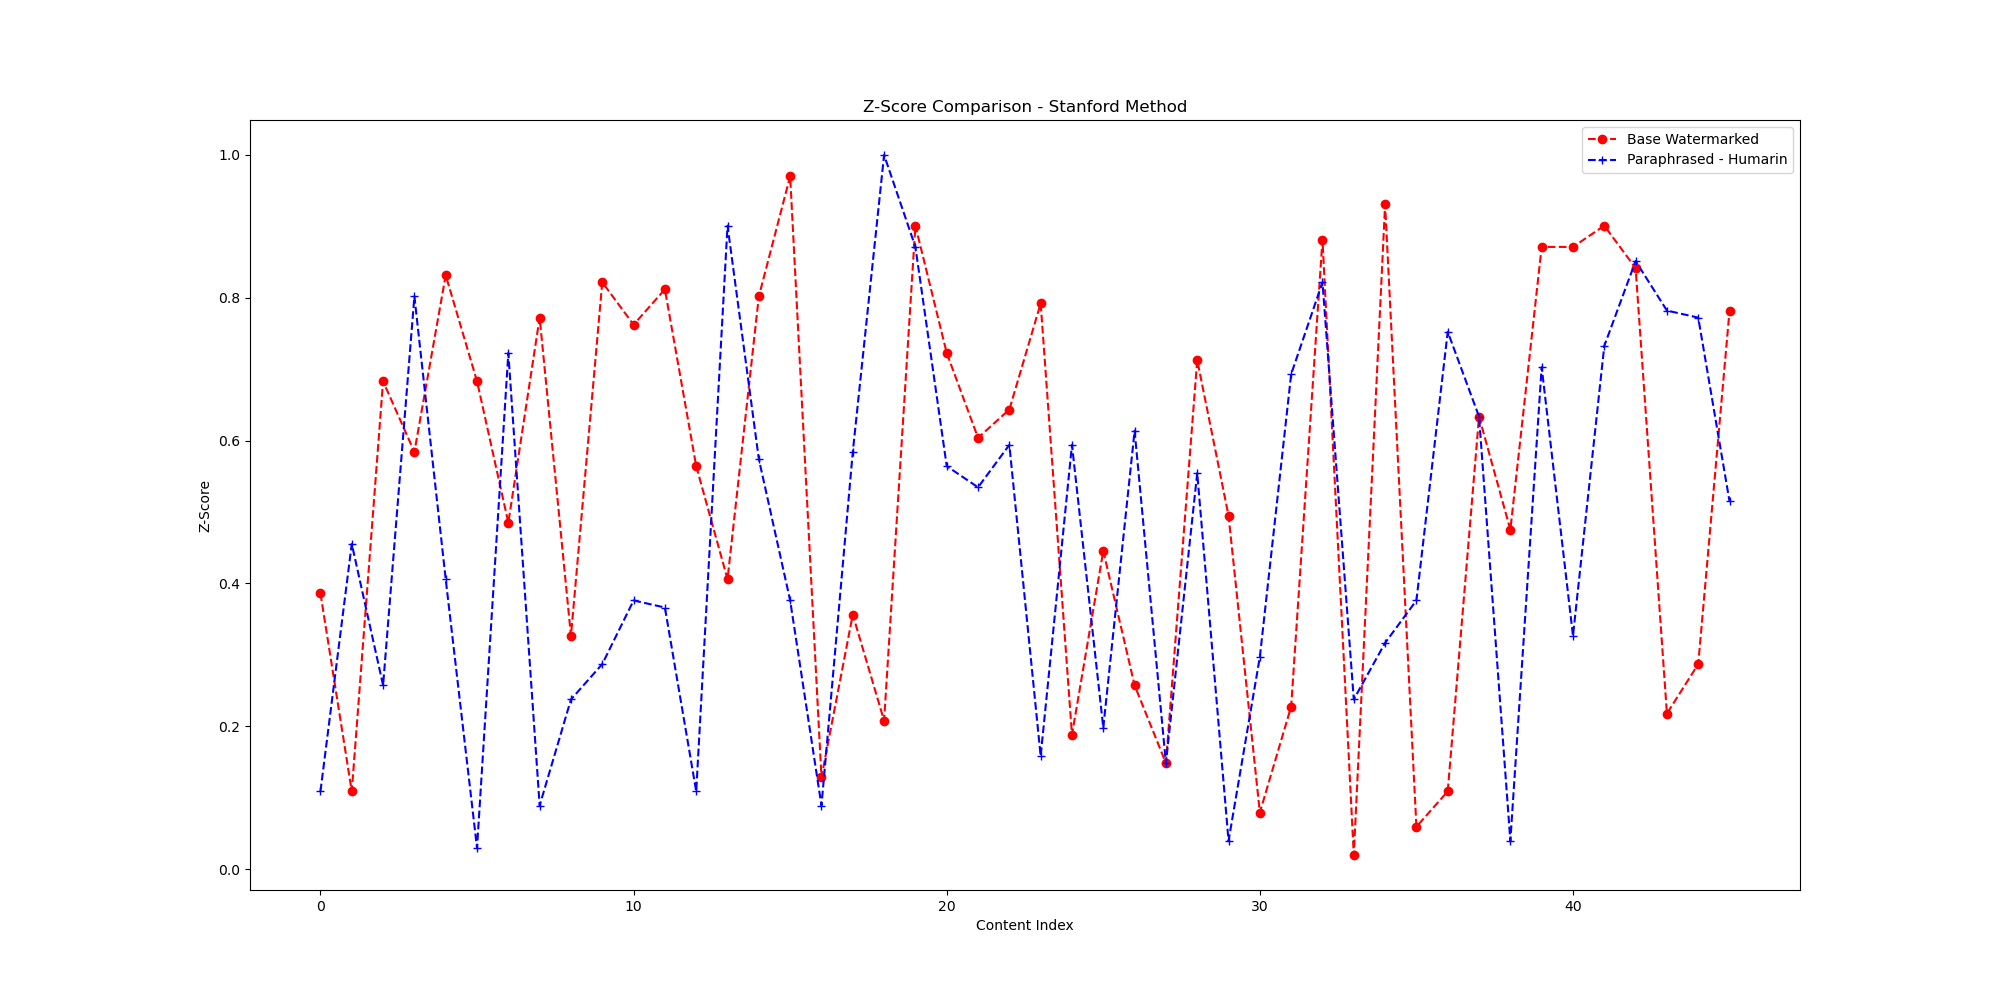 Z-Score Comparison - Stanford Method
Base Watermarked
Paraphrased - Humarin
1.0
0.8
0.6
0.4
0.2
0.0
Z-Score
0 10 20 30 40
Content Index